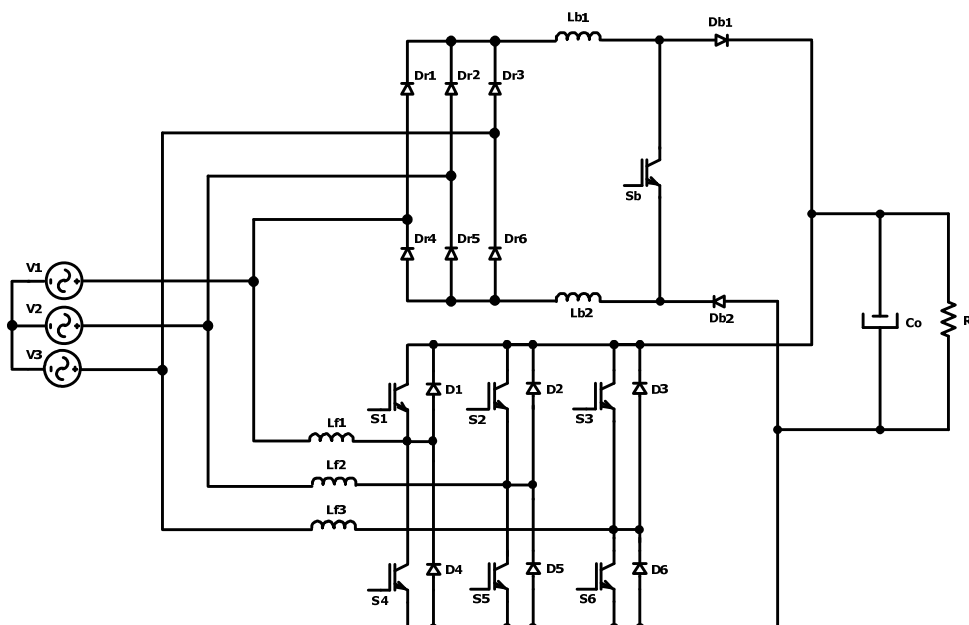 Lb1
Db1
Dr1
Dr2
Dr3
Sb
Dr4
Dr5
Dr6
V1
V2
V3
Lb2
Db2
Co
R
S1
D1
S2
D2
S3
D3
Lf1
Lf2
Lf3
S4
D4
S5
D5
S6
D6